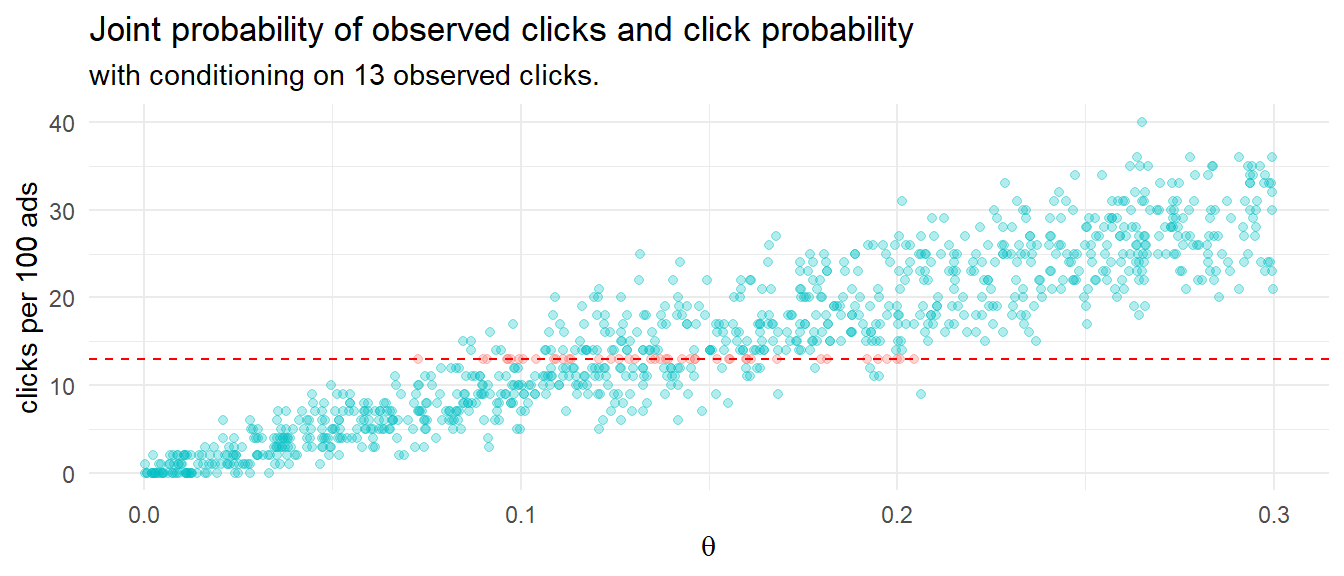 Joint probability of observed clicks and click probability
with conditioning on 13 observed clicks.
clicks per 100 ads
40
30
20
10
0
0.0 0.1 0.2 0.3
θ